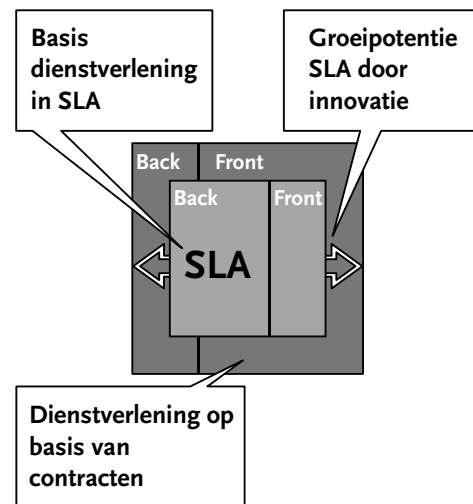 Basis
dienstverlening
in SLA
Groeipotentie
SLA door
innovatie
Back Front
Back Front
SLA
Dienstverlening op
basis van
contracten